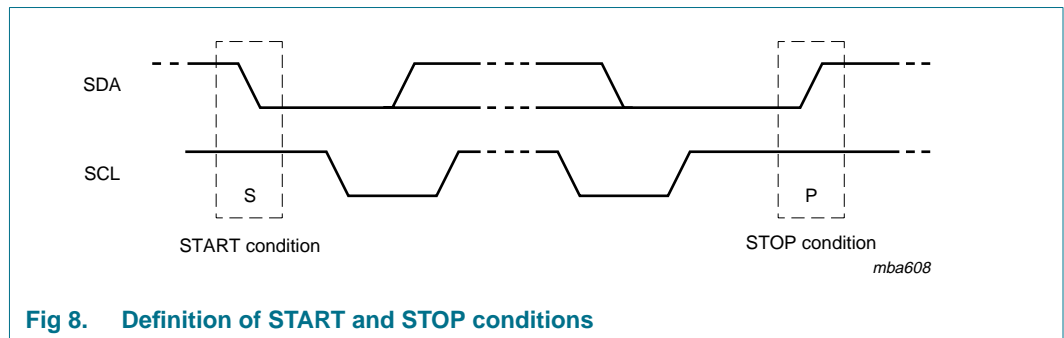 SDA
SCL
S
P
START condition
STOP condition
mba608
Fig 8. Definition of START and STOP conditions